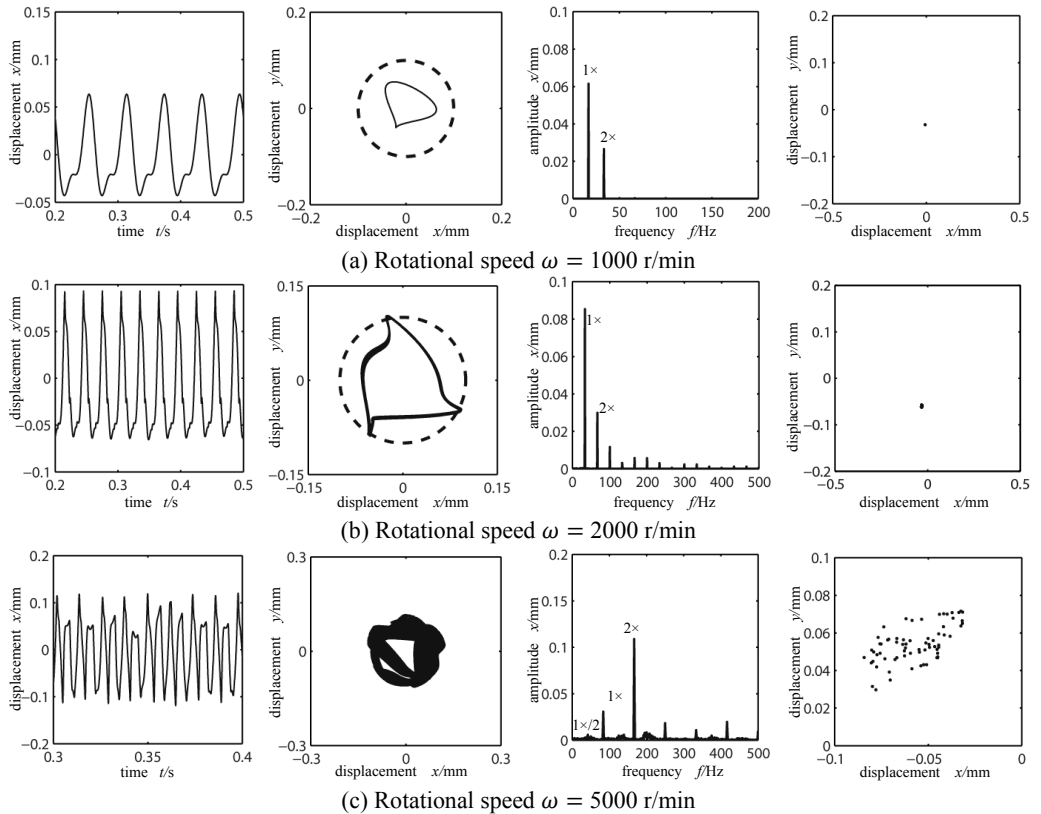 0.15
0.1
0.05
0
−0.05
displacement x/mm
0.2 0.3 0.4 0.5
time t/s
0.2
0.1
0
−0.1
−0.2
displacement y/mm
−0.2 0 0.2
displacement x/mm
0.1
0.08
0.06
0.04
0.02
0
amplitude x/mm
1×
2×
0 50 100 150 200
frequency f/Hz
0.2
0.1
0
−0.1
−0.2
displacement y/mm
−0.5 0 0.5
displacement x/mm
(a) Rotational speed ω = 1000 r/min
0.1
0.05
0
−0.05
−0.1
displacement x/mm
0.2 0.3 0.4 0.5
time t/s
0.15
0
−0.15
displacement y/mm
−0.15 0 0.15
displacement x/mm
0.1
0.08
0.06
0.04
0.02
0
amplitude x/mm
1×
2×
0 100 200 300 400 500
frequency f/Hz
0.2
0.1
0
−0.1
−0.2
displacement y/mm
−0.5 0 0.5
displacement x/mm
(b) Rotational speed ω = 2000 r/min
0.2
0.1
0
−0.1
−0.2
displacement x/mm
0.3 0.35 0.4
time t/s
0.3
0
−0.3
displacement y/mm
−0.3 0 0.3
displacement x/mm
0.2
0.15
0.1
0.05
0
amplitude x/mm
2×
1×
1×/2
0 100 200 300 400 500
frequency f/Hz
0.1
0.08
0.06
0.04
0.02
0
displacement y/mm
−0.1 −0.05 0
displacement x/mm
(c) Rotational speed ω = 5000 r/min